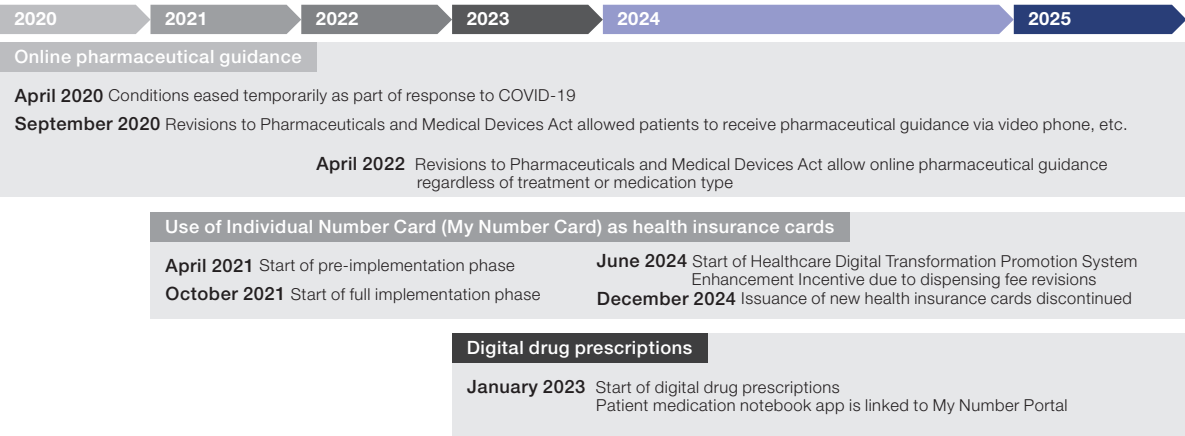 2020 2021 2022 2023 2024 2025
Online pharmaceutical guidance
April 2020 Conditions eased temporarily as part of response to COVID-19
September 2020 Revisions to Pharmaceuticals and Medical Devices Act allowed patients to receive pharmaceutical guidance via video phone, etc.
April 2022 Revisions to Pharmaceuticals and Medical Devices Act allow online pharmaceutical guidance
regardless of treatment or medication type
Use of Individual Number Card (My Number Card) as health insurance cards
April 2021 Start of pre-implementation phase
October 2021 Start of full implementation phase
June 2024 Start of Healthcare Digital Transformation Promotion System
Enhancement Incentive due to dispensing fee revisions
December 2024 Issuance of new health insurance cards discontinued
Digital drug prescriptions
January 2023 Start of digital drug prescriptions
Patient medication notebook app is linked to My Number Portal